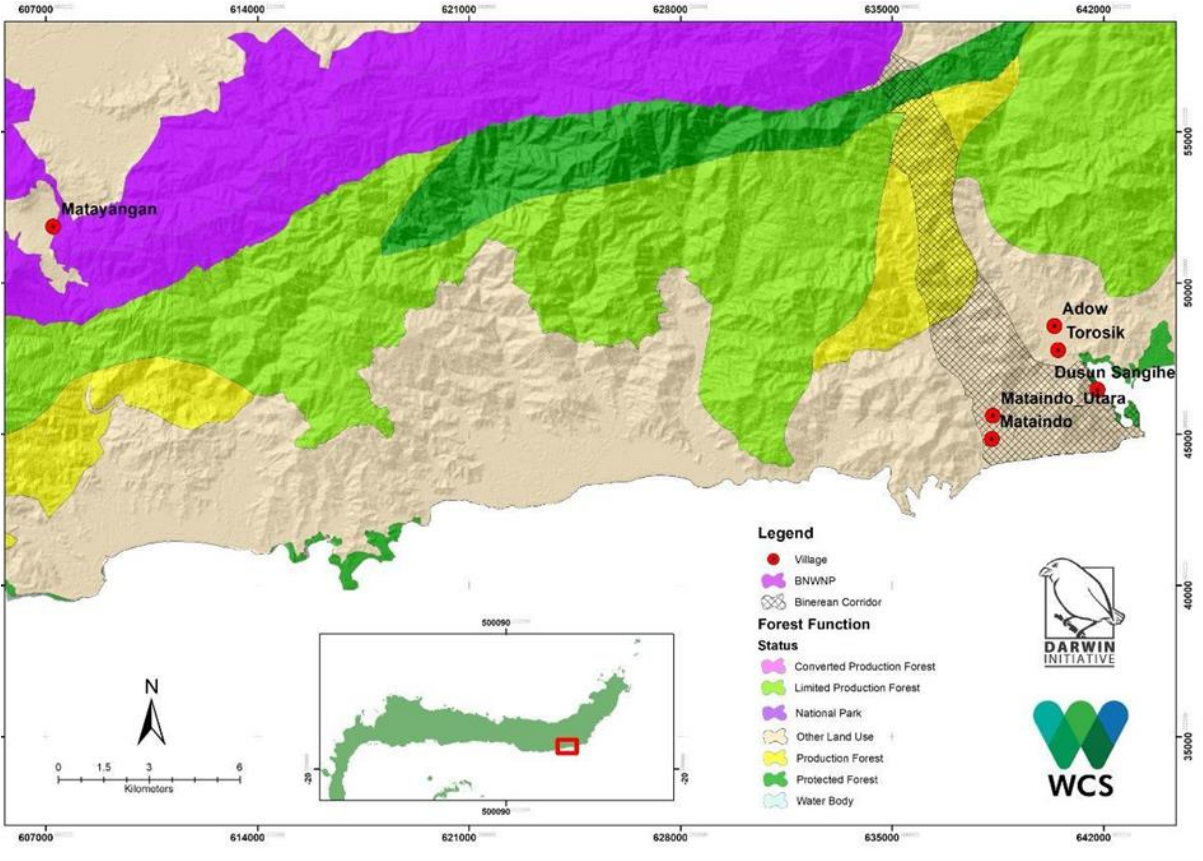 607000 614000 621000 628000 635000 642000
55000
Matayangan
50000
Adow
Torosik
Dusun Sangihe
Mataindo_Utara
Mataindo
45000
Legend
Village
BNWNP
Binerean Corridor
40000
Forest Function
Status
Converted Production Forest
Limited Production Forest
National Park
Other Land Use
Production Forest
Protected Forest
Water Body
DARWIN
INITIATIVE
WCS
35000
N
0 1.5 3 6
Kilometers
500090
-20 -20
500090
607000 614000 621000 628000 635000 642000